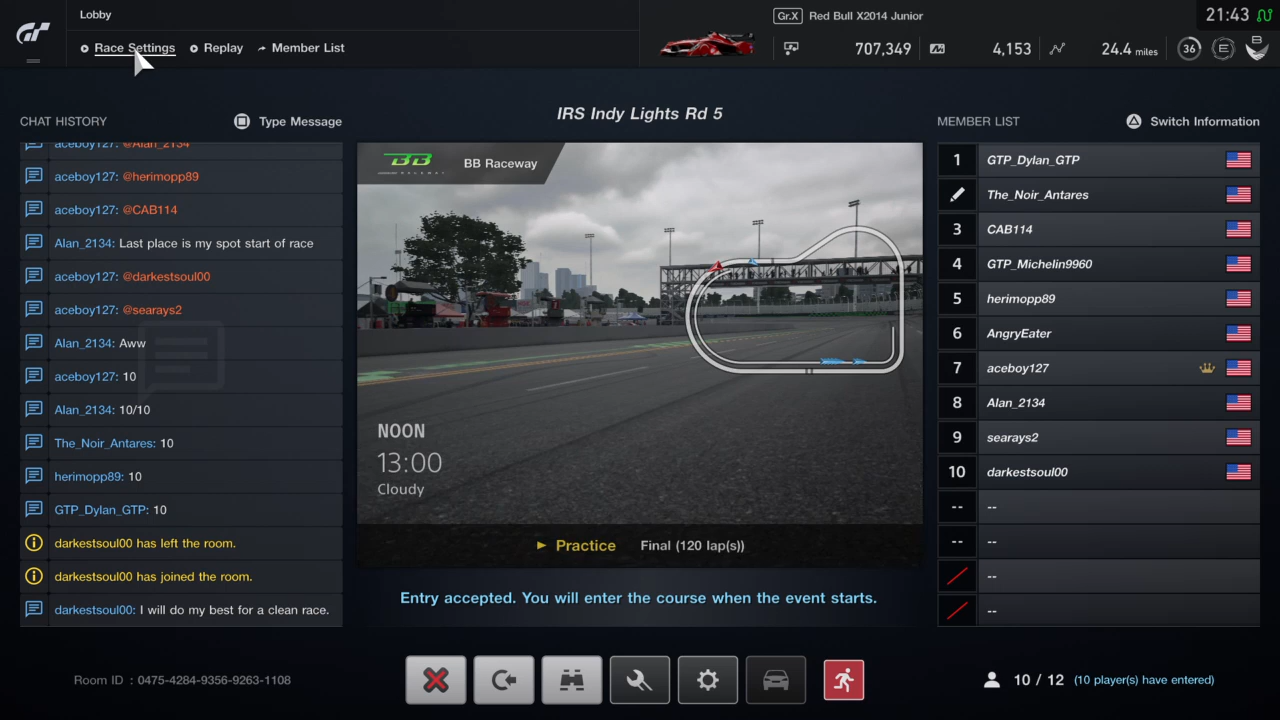 Lobby
Race Settings
Replay
Member List
Gr.X
Red Bull X2014 Junior
21:43
707,349
4,153
24.4 miles
36
E
B
CHAT HISTORY
Type Message
aceboy127: @Alan_2134
aceboy127: @herimopp89
aceboy127: @CAB114
Alan_2134: Last place is my spot start of race
aceboy127: @darkestsoul00
aceboy127: @searays2
Alan_2134: Aww
aceboy127: 10
Alan_2134: 10/10
The_Noir_Antares: 10
herimopp89: 10
GTP_Dylan_GTP: 10
darkestsoul00 has left the room.
darkestsoul00 has joined the room.
darkestsoul00: I will do my best for a clean race.
IRS Indy Lights Rd 5
BB
BB Raceway
NOON
13:00
Cloudy
Practice
Final (120 lap(s))
Entry accepted. You will enter the course when the event starts.
MEMBER LIST
Switch Information
1 GTP_Dylan_GTP
The_Noir_Antares
3 CAB114
4 GTP_Michelin9960
5 herimopp89
6 AngryEater
7 aceboy127
8 Alan_2134
9 searays2
10 darkestsoul00
-- --
-- --
--
--
Room ID : 0475-4284-9356-9263-1108
10 / 12
(10 player(s) have entered)